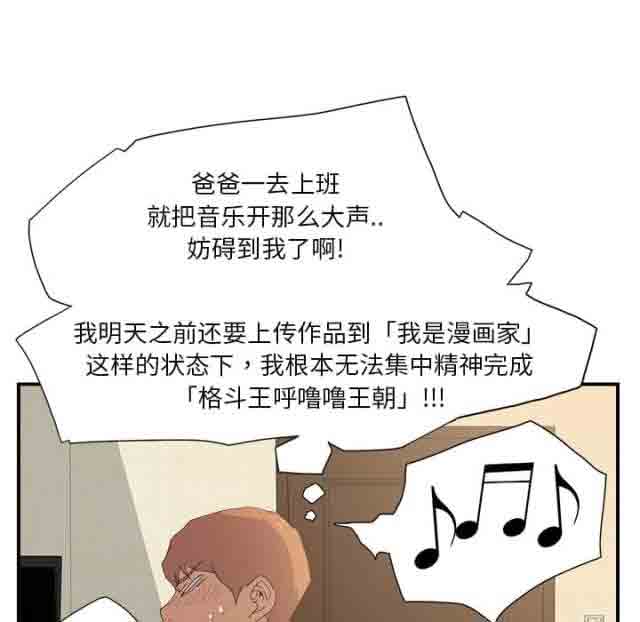 爸爸一去上班
就把音乐开那么大声..
妨碍到我了啊!
我明天之前还要上传作品到「我是漫画家」
这样的状态下，我根本无法集中精神完成
「格斗王呼噜噜王朝」!!!